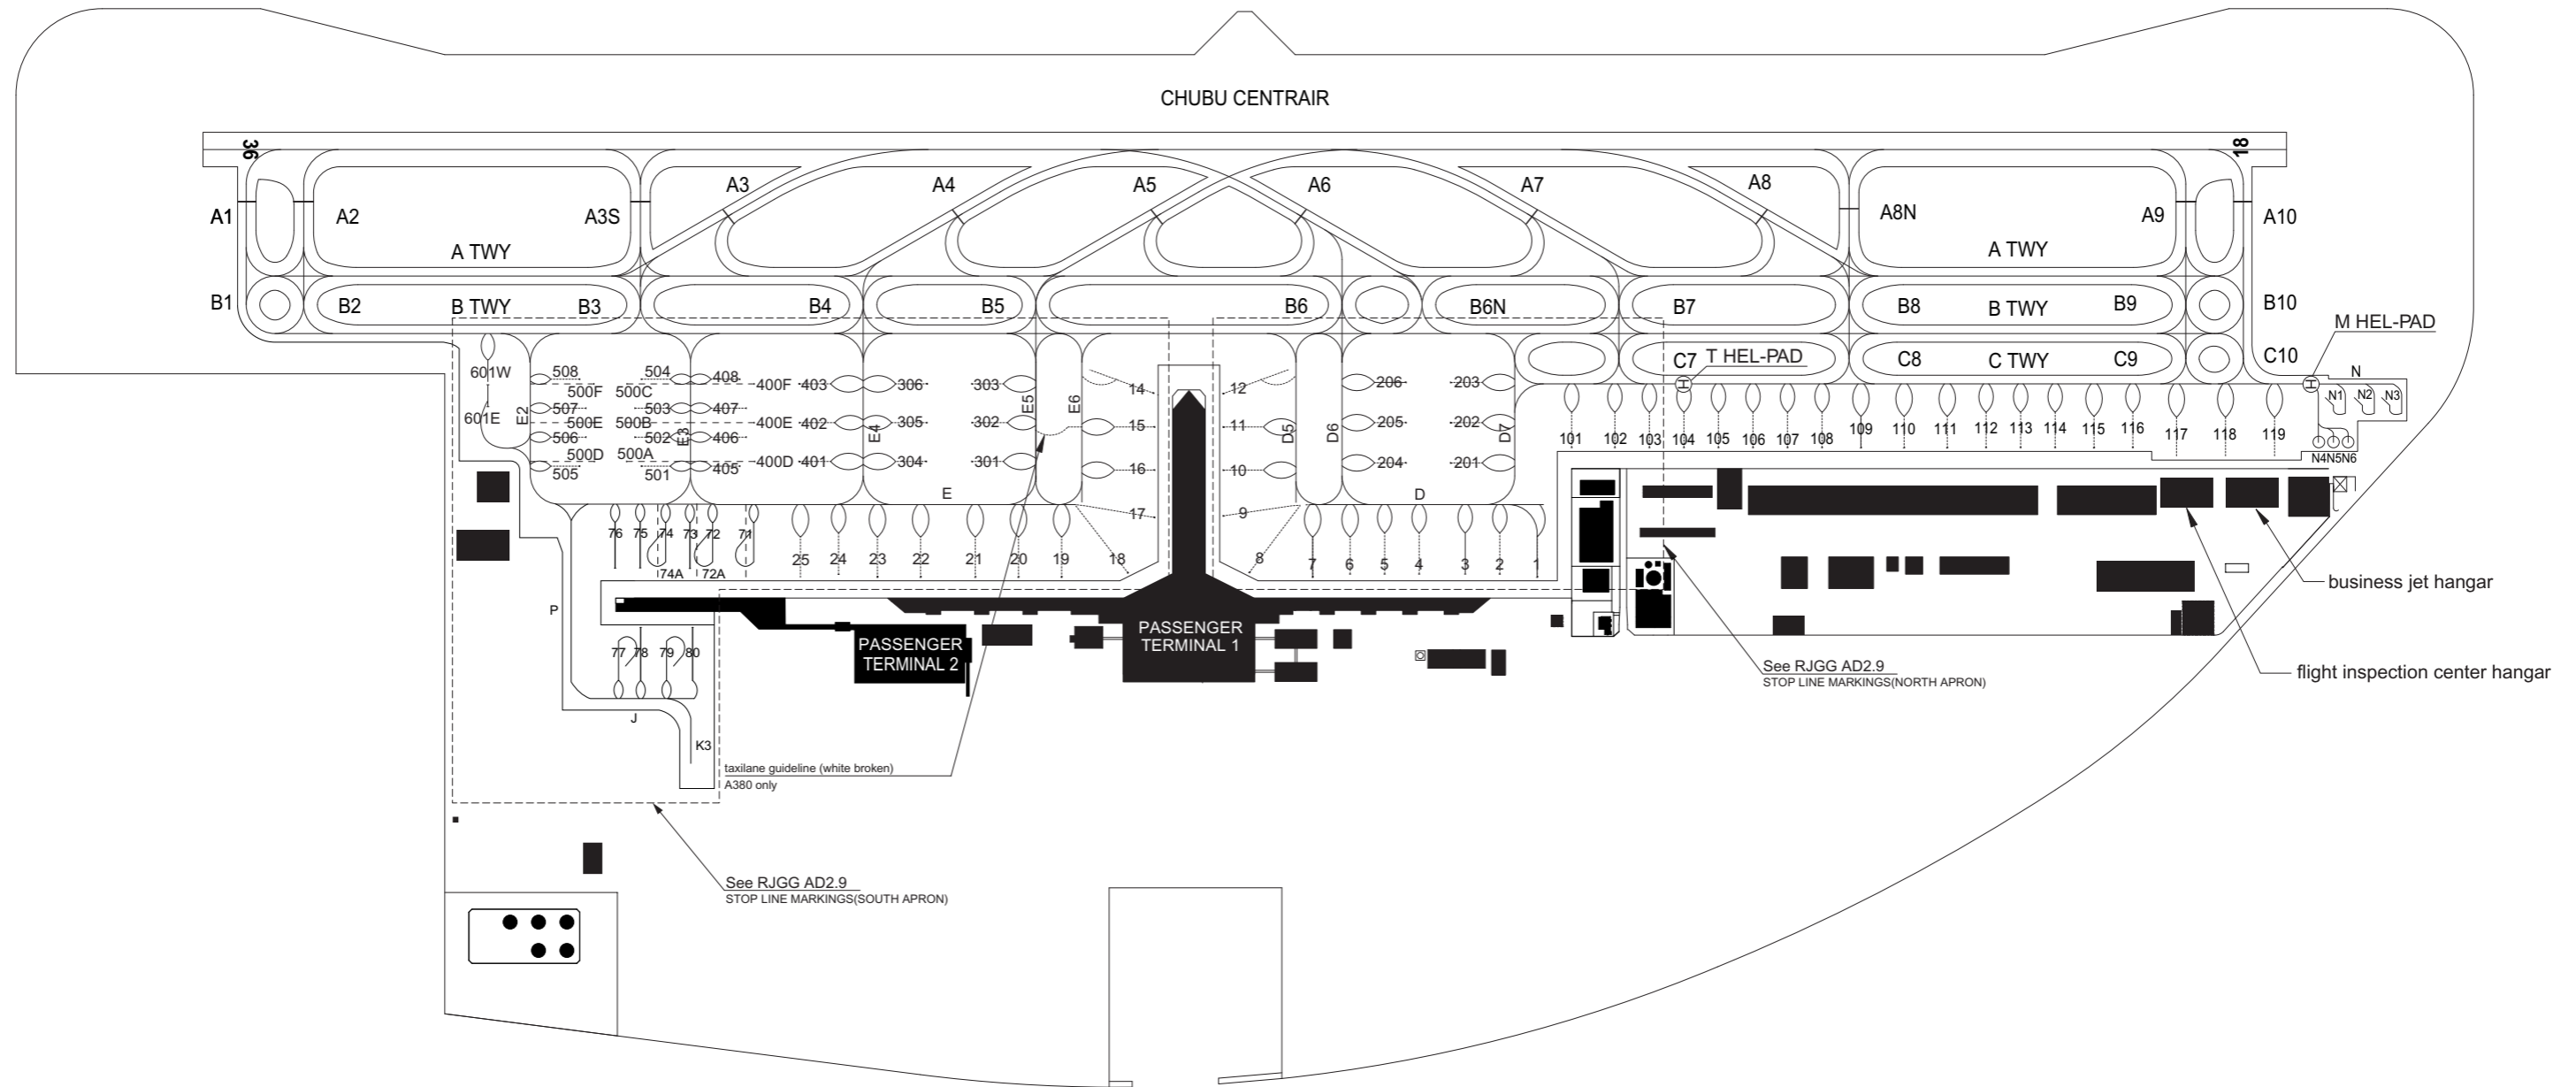 CHUBU CENTRAIR
36
18
A3
A4
A5
A6
A7
A8
A1
A2
A3S
A8N
A9
A10
A TWY
A TWY
B1
B2
B TWY
B3
B4
B5
B6
B6N
B7
B8
B TWY
B9
B10
M HEL-PAD
C7
T HEL-PAD
C8
C TWY
C9
C10
N
601W
601E
E2
508
500F
504
500C
408
400F
403
306
303
507
500E
503
500B
407
400E
402
305
302
506
502
406
500D
500A
400D
401
304
301
505
501
405
E3
E4
E5
E6
14
15
16
17
18
12
11
10
9
8
D5
D6
D7
206
203
205
202
204
201
E
D
101
102
103
104
105
106
107
108
109
110
111
112
113
114
115
116
117
118
119
N1
N2
N3
N4
N5
N6
76
75
74
73
72
71
74A
72A
25
24
23
22
21
20
19
7
6
5
4
3
2
1
P
77
78
79
80
J
K3
PASSENGER
TERMINAL 2
PASSENGER
TERMINAL 1
business jet hangar
flight inspection center hangar
See RJGG AD2.9
STOP LINE MARKINGS(NORTH APRON)
taxilane guideline (white broken)
A380 only
See RJGG AD2.9
STOP LINE MARKINGS(SOUTH APRON)